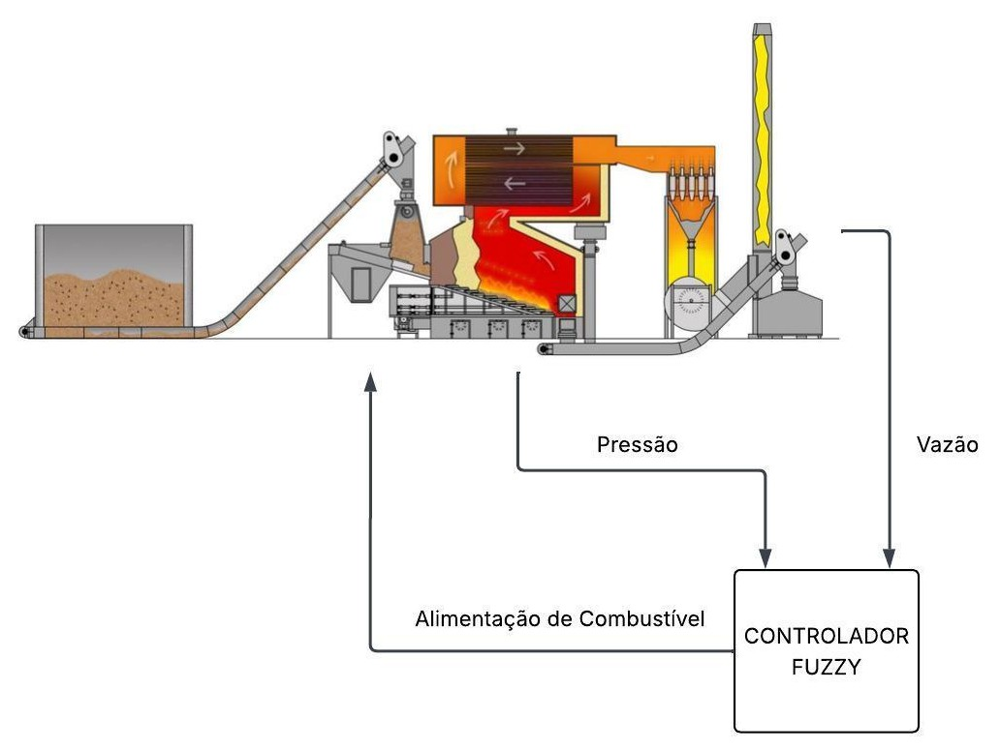 Pressão
Vazão
Alimentação de Combustível
CONTROLADOR
FUZZY